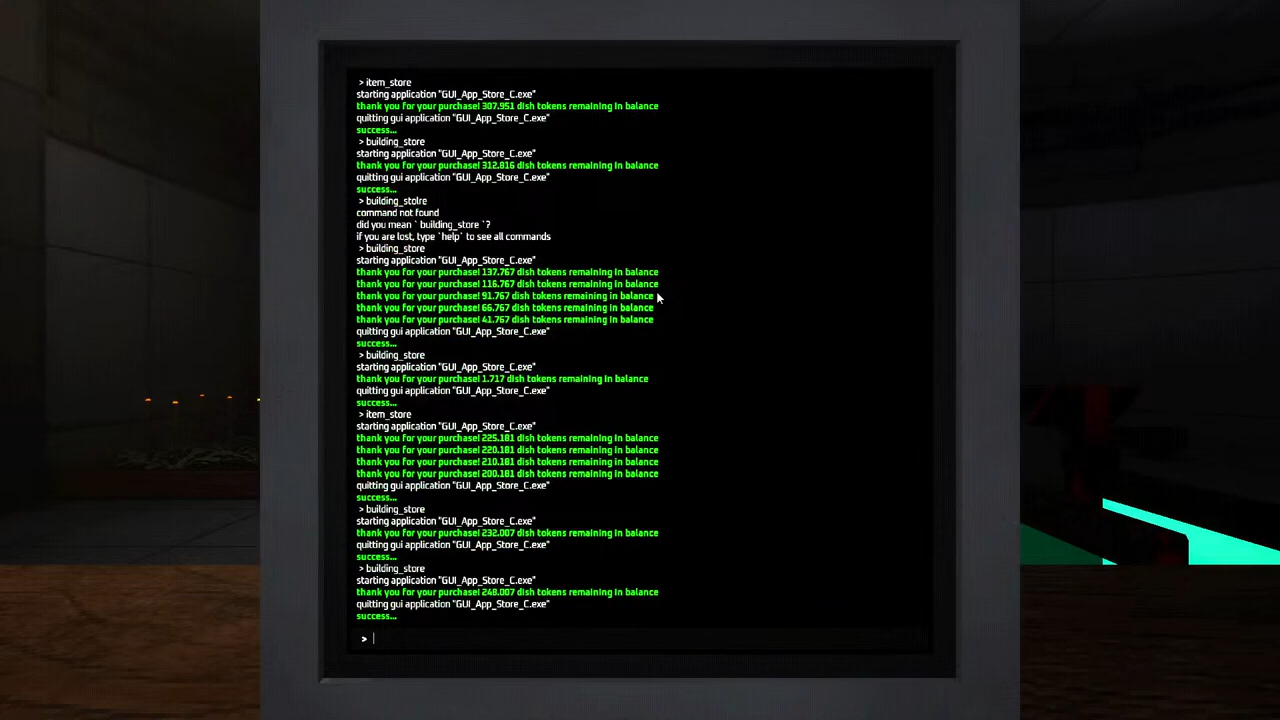 > item_store
starting application "GUI_App_Store_C.exe"
thank you for your purchase! 307.951 dish tokens remaining in balance
quitting gui application "GUI_App_Store_C.exe"
success...
> building_store
starting application "GUI_App_Store_C.exe"
thank you for your purchase! 312.816 dish tokens remaining in balance
quitting gui application "GUI_App_Store_C.exe"
success...
> building_stolre
command not found
did you mean ` building_store `?
if you are lost, type `help` to see all commands
> building_store
starting application "GUI_App_Store_C.exe"
thank you for your purchase! 137.767 dish tokens remaining in balance
thank you for your purchase! 116.767 dish tokens remaining in balance
thank you for your purchase! 91.767 dish tokens remaining in balance
thank you for your purchase! 66.767 dish tokens remaining in balance
thank you for your purchase! 41.767 dish tokens remaining in balance
quitting gui application "GUI_App_Store_C.exe"
success...
> building_store
starting application "GUI_App_Store_C.exe"
thank you for your purchase! 1.717 dish tokens remaining in balance
quitting gui application "GUI_App_Store_C.exe"
success...
> item_store
starting application "GUI_App_Store_C.exe"
thank you for your purchase! 225.181 dish tokens remaining in balance
thank you for your purchase! 220.181 dish tokens remaining in balance
thank you for your purchase! 210.181 dish tokens remaining in balance
thank you for your purchase! 200.181 dish tokens remaining in balance
quitting gui application "GUI_App_Store_C.exe"
success...
> building_store
starting application "GUI_App_Store_C.exe"
thank you for your purchase! 232.007 dish tokens remaining in balance
quitting gui application "GUI_App_Store_C.exe"
success...
> building_store
starting application "GUI_App_Store_C.exe"
thank you for your purchase! 248.007 dish tokens remaining in balance
quitting gui application "GUI_App_Store_C.exe"
success...
>